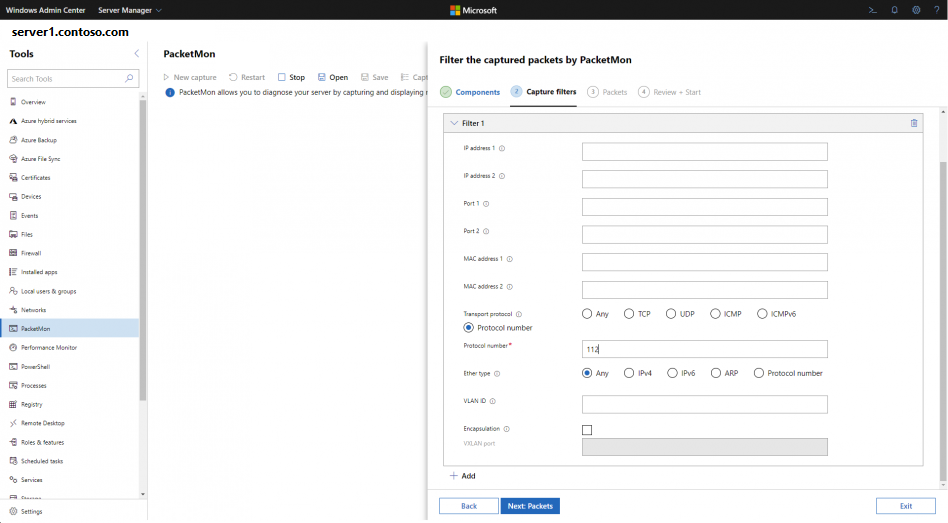 Windows Admin Center Server Manager Microsoft
server1.contoso.com
Tools
Search Tools
Overview
Azure hybrid services
Azure Backup
Azure File Sync
Certificates
Devices
Events
Files
Firewall
Installed apps
Local users & groups
Networks
PacketMon
Performance Monitor
PowerShell
Processes
Registry
Remote Desktop
Roles & features
Scheduled tasks
Services
Settings
PacketMon
New capture Restart Stop Open Save Capt
PacketMon allows you to diagnose your server by capturing and displaying
Filter the captured packets by PacketMon
Components 2 Capture filters 3 Packets 4 Review + Start
Filter 1
IP address 1
IP address 2
Port 1
Port 2
MAC address 1
MAC address 2
Transport protocol Any TCP UDP ICMP ICMPv6
Protocol number
Protocol number* 112
Ether type Any IPv4 IPv6 ARP Protocol number
VLAN ID
Encapsulation
VXLAN port
Add
Back Next: Packets Exit